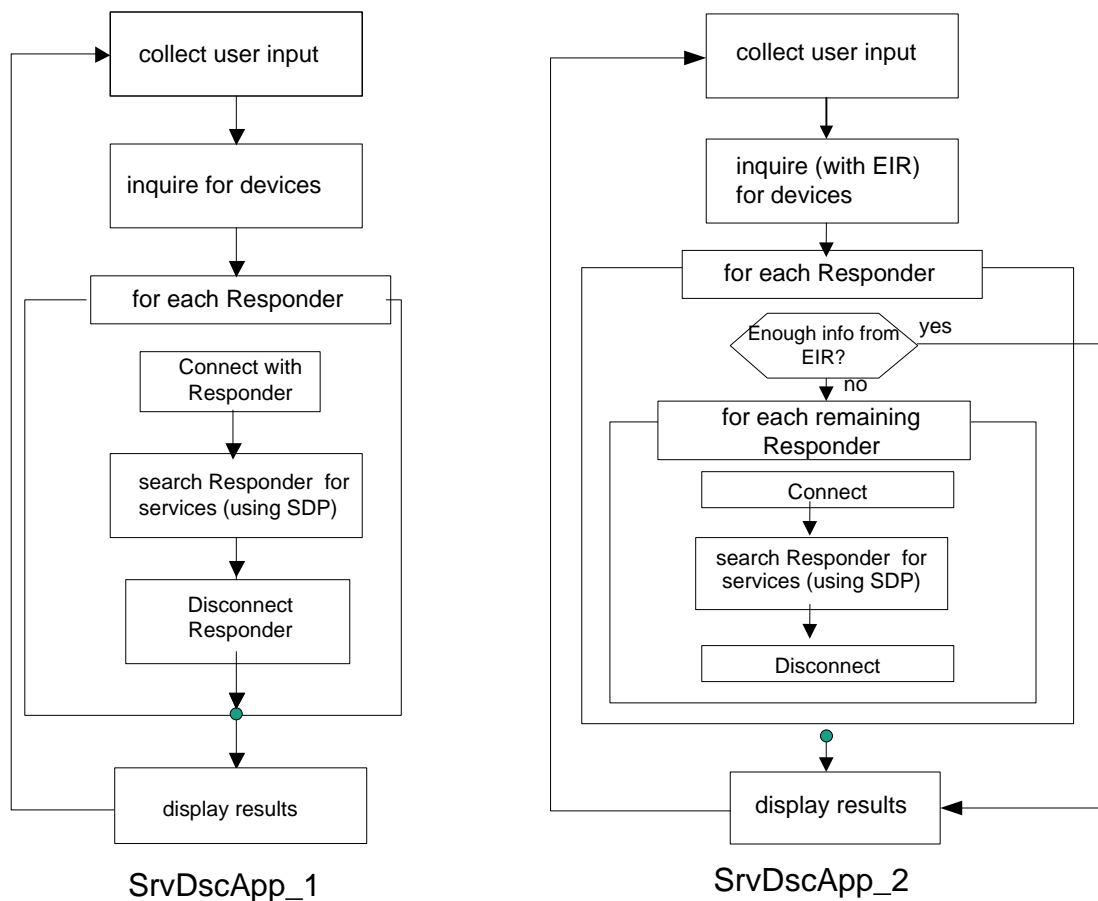 collect user input
inquire for devices
for each Responder
Connect with
Responder
search Responder for
services (using SDP)
Disconnect
Responder
display results
SrvDscApp_1
collect user input
inquire (with EIR)
for devices
for each Responder
Enough info from
EIR?
yes
no
for each remaining
Responder
Connect
search Responder for
services (using SDP)
Disconnect
display results
SrvDscApp_2